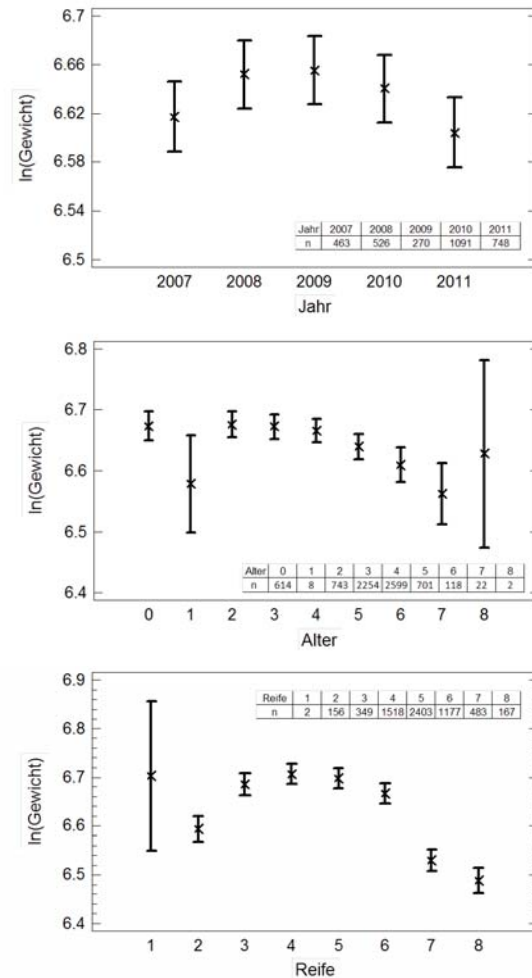 6.7
6.66
6.62
6.58
6.54
6.5
ln(Gewicht)
Jahr 2007 2008 2009 2010 2011
n 463 526 270 1091 748
2007 2008 2009 2010 2011
Jahr
6.8
6.7
6.6
6.5
6.4
ln(Gewicht)
Alter 0 1 2 3 4 5 6 7 8
n 614 8 743 2254 2599 701 118 22 2
0 1 2 3 4 5 6 7 8
Alter
6.9
6.8
6.7
6.6
6.5
6.4
ln(Gewicht)
Reife 1 2 3 4 5 6 7 8
n 2 156 349 1518 2403 1177 483 167
1 2 3 4 5 6 7 8
Reife